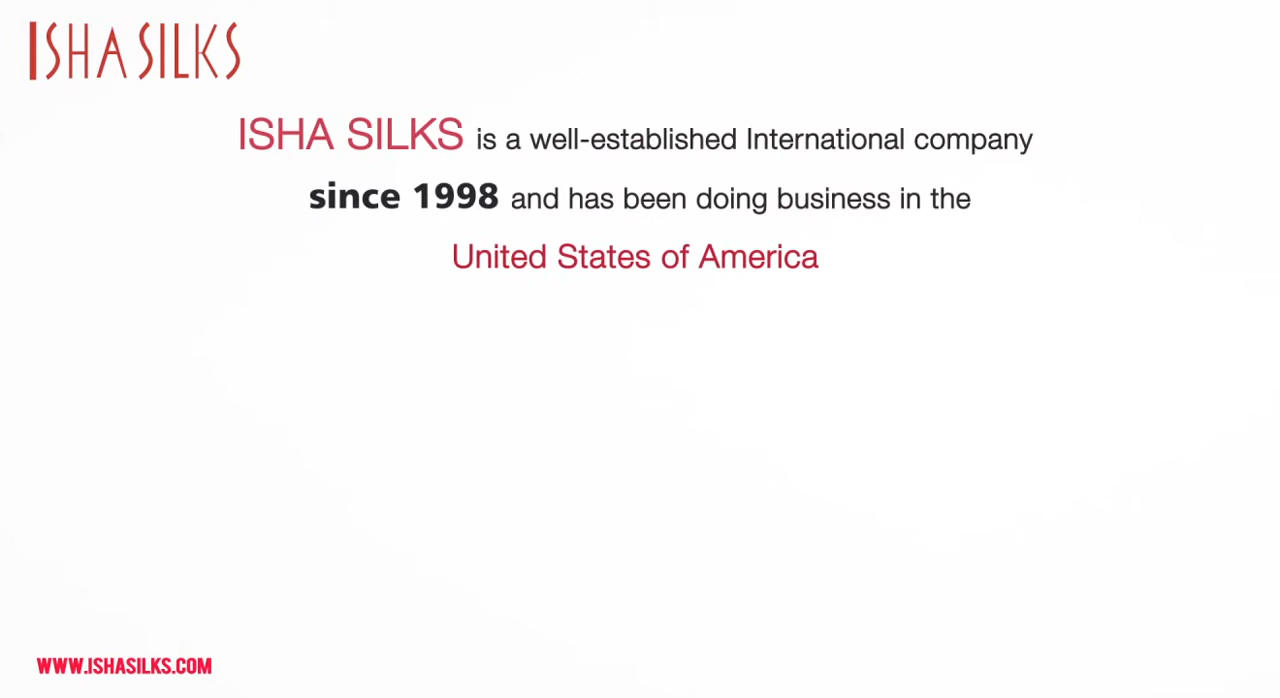 ISHA SILKS
ISHA SILKS is a well-established International company
since 1998 and has been doing business in the
United States of America
WWW.ISHASILKS.COM